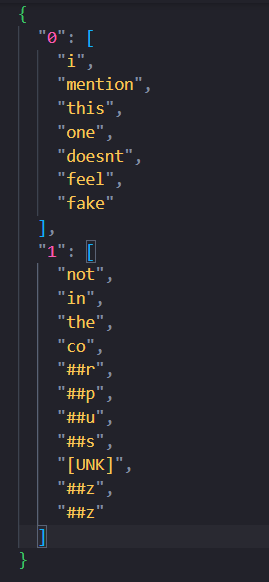 {
"0": [
"i",
"mention",
"this",
"one",
"doesnt",
"feel",
"fake"
],
"1": [
"not",
"in",
"the",
"co",
"##r",
"##p",
"##u",
"##s",
"[UNK]",
"##z",
"##z"
]
}